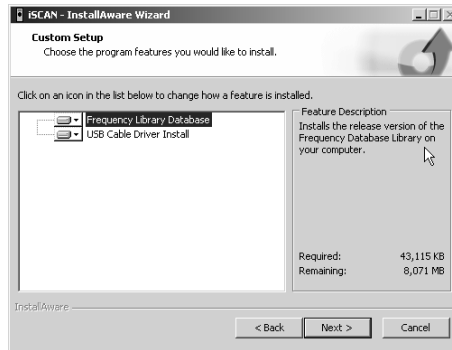 iSCAN - InstallAware Wizard
Custom Setup
Choose the program features you would like to install.
Click on an icon in the list below to change how a feature is installed.
Frequency Library Database
USB Cable Driver Install
Feature Description
Installs the release version of the
Frequency Database Library on
your computer.
Required: 43,115 KB
Remaining: 8,071 MB
InstallAware
< Back
Next >
Cancel